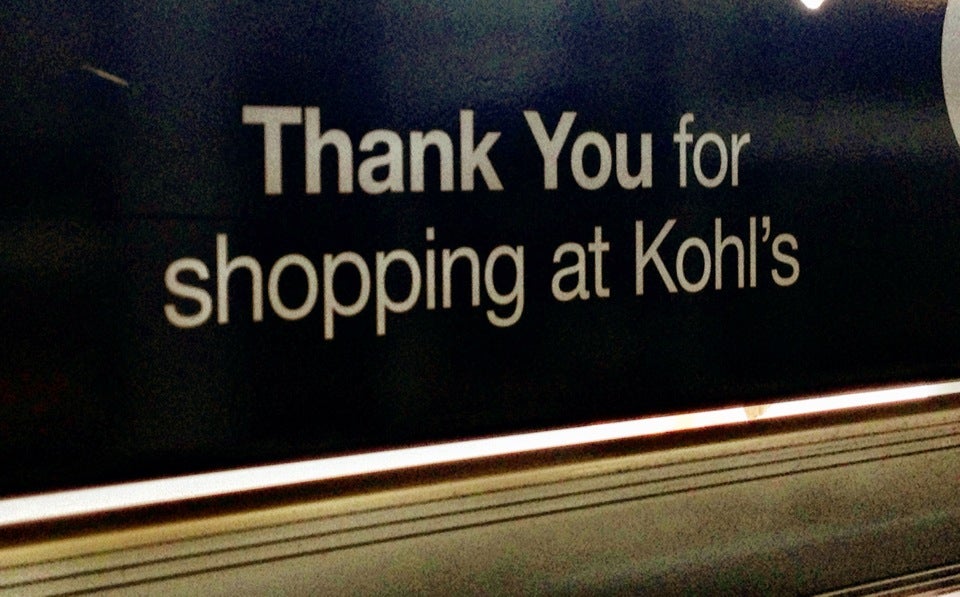 Thank You for
shopping at Kohl’s